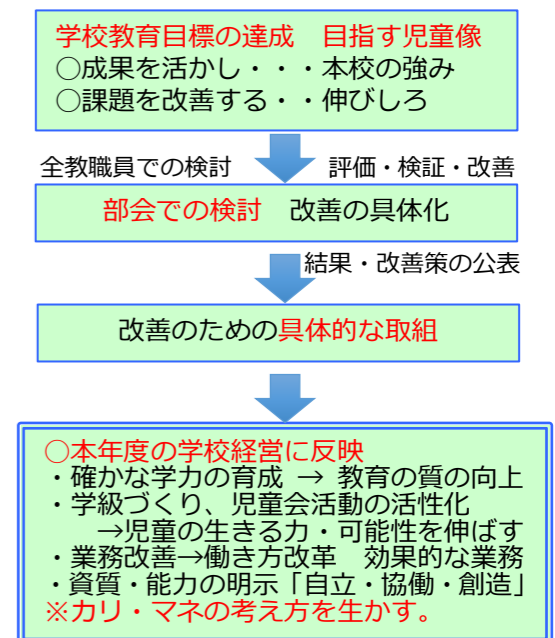 学校教育目標の達成　目指す児童像
○成果を活かし・・・本校の強み
○課題を改善する・・伸びしろ
全教職員での検討　評価・検証・改善
部会での検討　改善の具体化
結果・改善策の公表
改善のための具体的な取組
○本年度の学校経営に反映
・確かな学力の育成 → 教育の質の向上
・学級づくり、児童会活動の活性化
→児童の生きる力・可能性を伸ばす
・業務改善→働き方改革　効果的な業務
・資質・能力の明示「自立・協働・創造」
※カリ・マネの考え方を生かす。